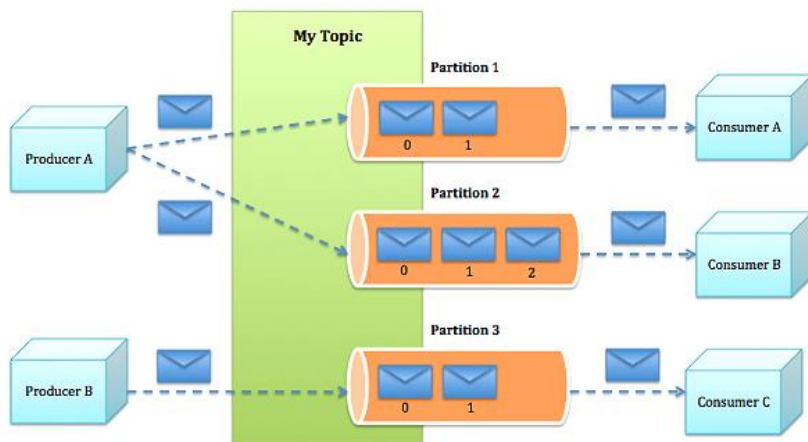 My Topic
Partition 1
0 1
Producer A
Consumer A
Partition 2
0 1 2
Consumer B
Partition 3
0 1
Producer B
Consumer C